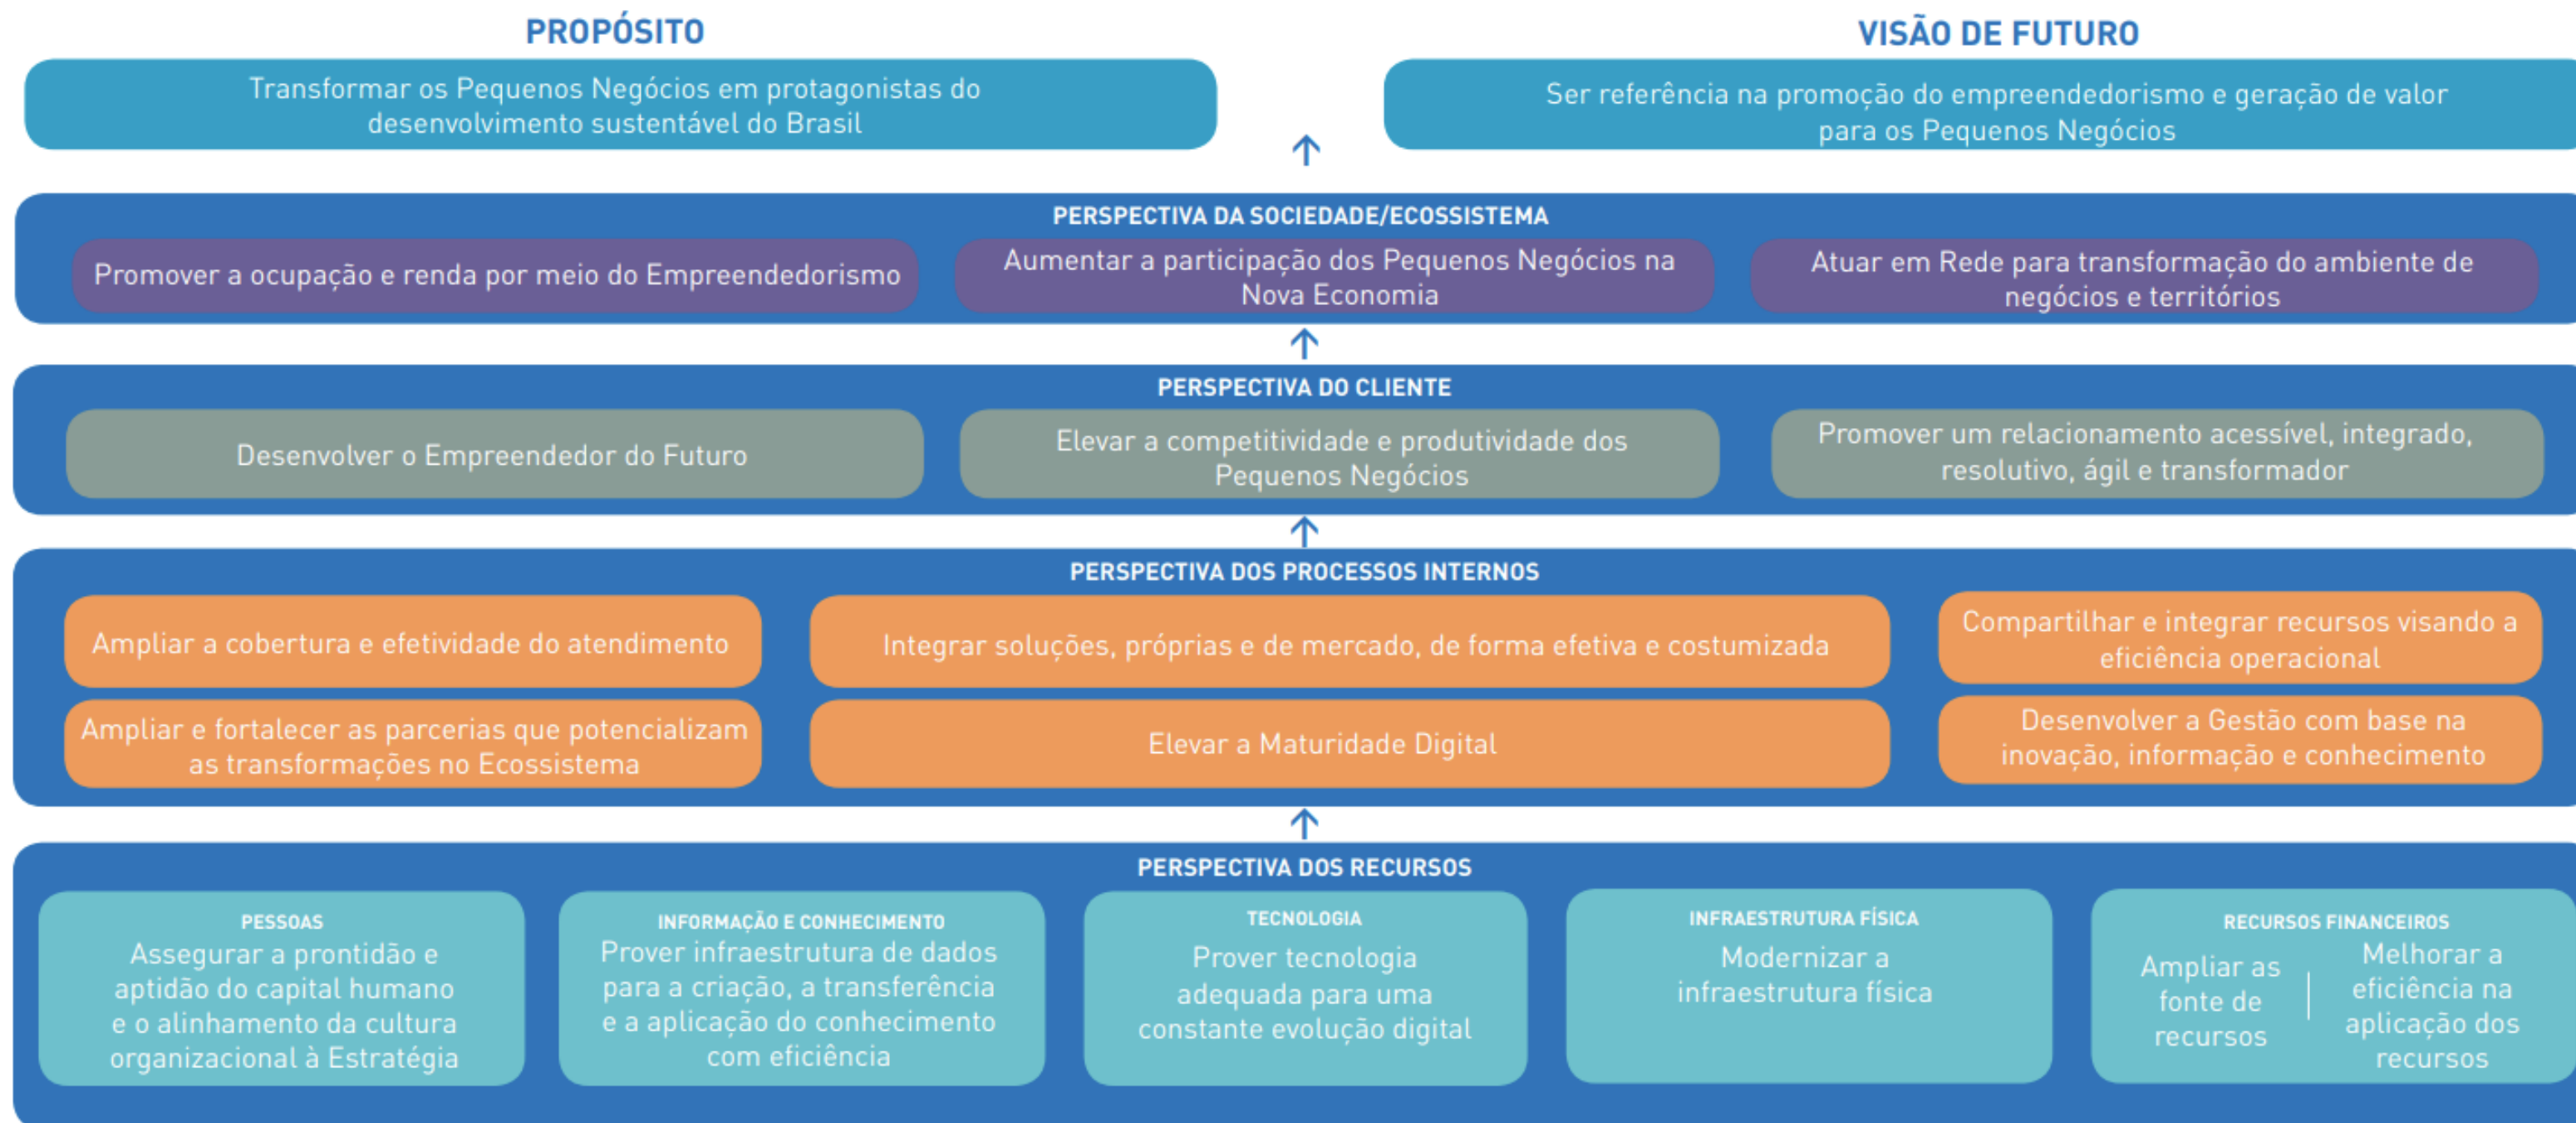 PROPÓSITO
Transformar os Pequenos Negócios em protagonistas do
desenvolvimento sustentável do Brasil
VISÃO DE FUTURO
Ser referência na promoção do empreendedorismo e geração de valor
para os Pequenos Negócios
PERSPECTIVA DA SOCIEDADE/ECOSSISTEMA
Promover a ocupação e renda por meio do Empreendedorismo
Aumentar a participação dos Pequenos Negócios na
Nova Economia
Atuar em Rede para transformação do ambiente de
negócios e territórios
PERSPECTIVA DO CLIENTE
Desenvolver o Empreendedor do Futuro
Elevar a competitividade e produtividade dos
Pequenos Negócios
Promover um relacionamento acessível, integrado,
resolutivo, ágil e transformador
PERSPECTIVA DOS PROCESSOS INTERNOS
Ampliar a cobertura e efetividade do atendimento
Integrar soluções, próprias e de mercado, de forma efetiva e costumizada
Compartilhar e integrar recursos visando a
eficiência operacional
Ampliar e fortalecer as parcerias que potencializam
as transformações no Ecossistema
Elevar a Maturidade Digital
Desenvolver a Gestão com base na
inovação, informação e conhecimento
PERSPECTIVA DOS RECURSOS
PESSOAS
Assegurar a prontidão e
aptidão do capital humano
e o alinhamento da cultura
organizacional à Estratégia
INFORMAÇÃO E CONHECIMENTO
Prover infraestrutura de dados
para a criação, a transferência
e a aplicação do conhecimento
com eficiência
TECNOLOGIA
Prover tecnologia
adequada para uma
constante evolução digital
INFRAESTRUTURA FÍSICA
Modernizar a
infraestrutura física
RECURSOS FINANCEIROS
Ampliar as
fonte de
recursos
Melhorar a
eficiência na
aplicação dos
recursos